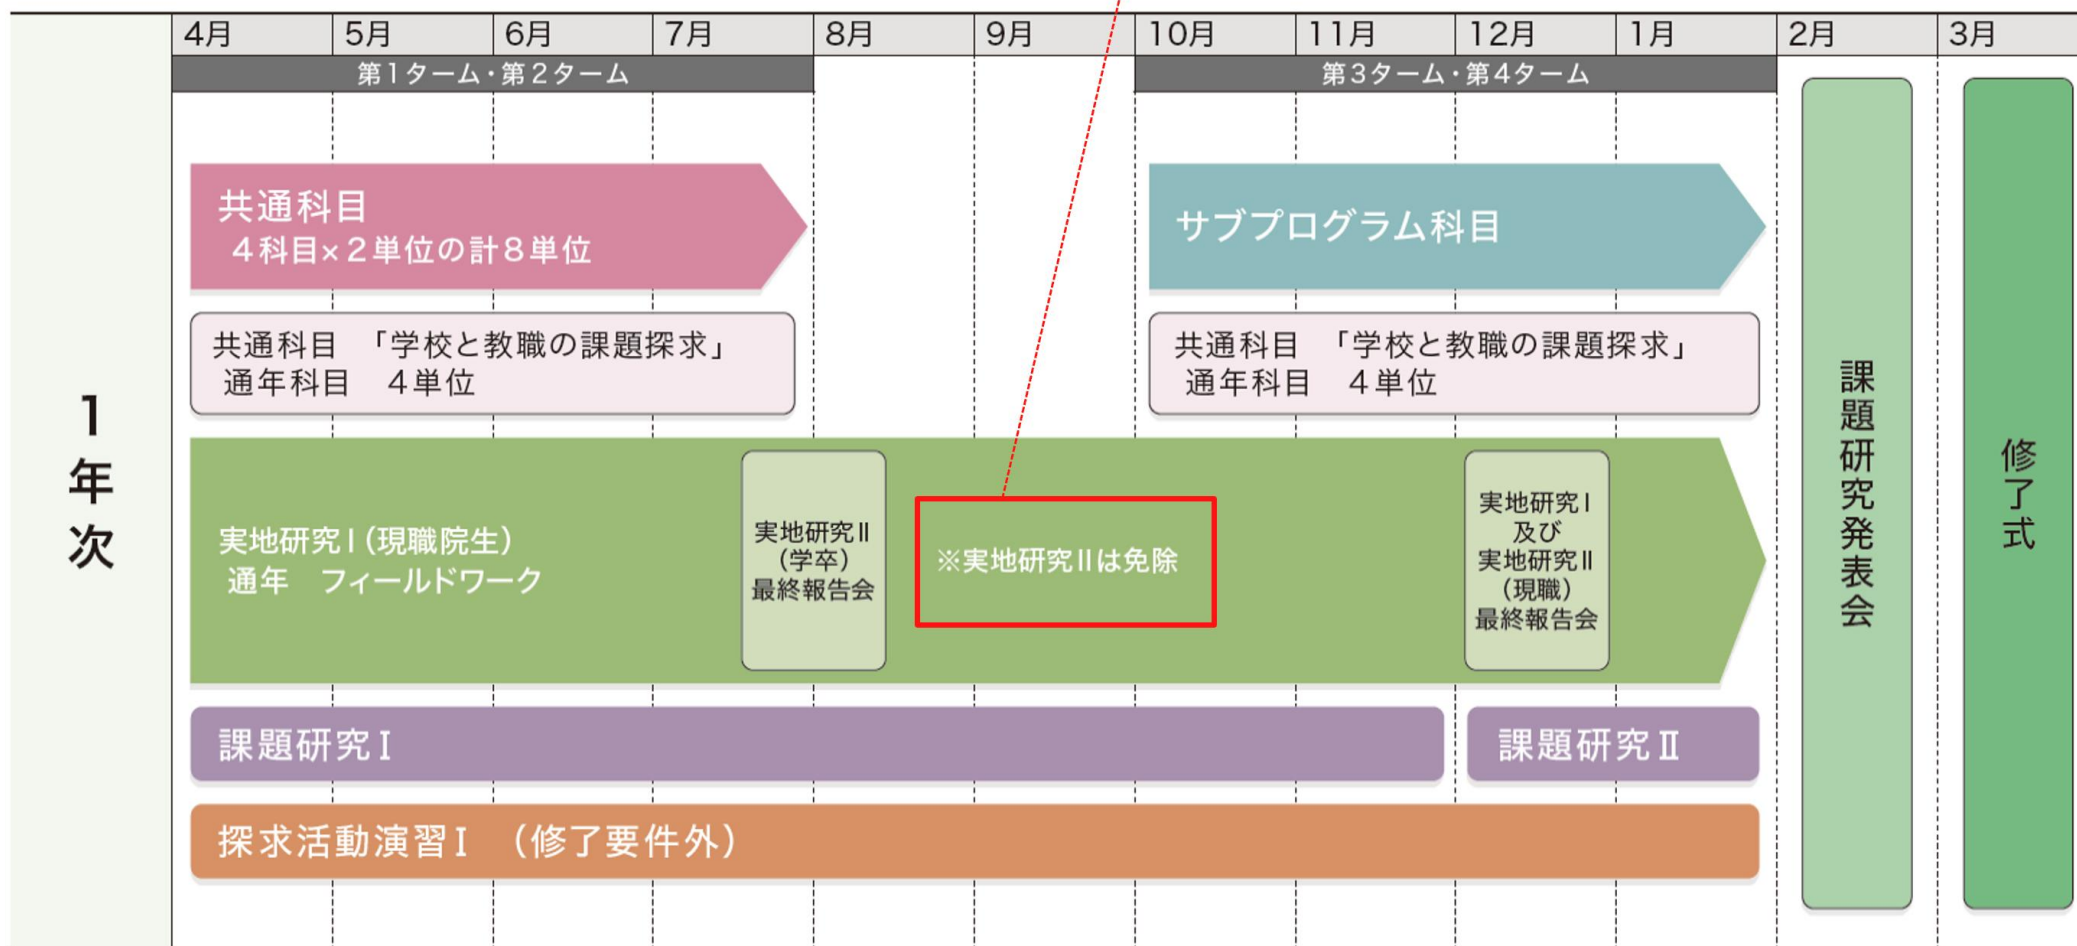 4月 5月 6月 7月 8月 9月 10月 11月 12月 1月 2月 3月
第1ターム・第2ターム
第3ターム・第4ターム
1年次
共通科目
4科目×2単位の計8単位
サブプログラム科目
共通科目 「学校と教職の課題探求」
通年科目 4単位
共通科目 「学校と教職の課題探求」
通年科目 4単位
実地研究Ⅰ(現職院生)
通年 フィールドワーク
実地研究Ⅱ
(学卒)
最終報告会
※実地研究Ⅱは免除
実地研究Ⅰ
及び
実地研究Ⅱ
(現職)
最終報告会
課題研究Ⅰ
課題研究Ⅱ
探求活動演習Ⅰ (修了要件外)
課題研究発表会
修了式